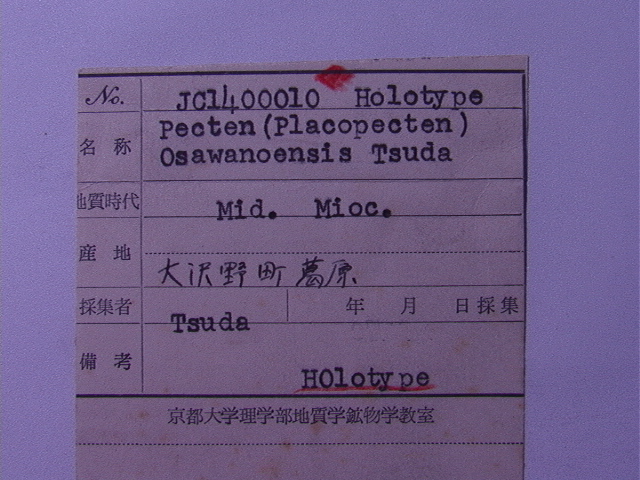 No. JC1400010 Holotype
名称 Pecten(Placopecten)
Osawanoensis Tsuda
地質時代 Mid. Mioc.
産地 大沢野町葛原
採集者 Tsuda 年 月 日採集
備考 HOlotype
京都大学理学部地質学鉱物学教室